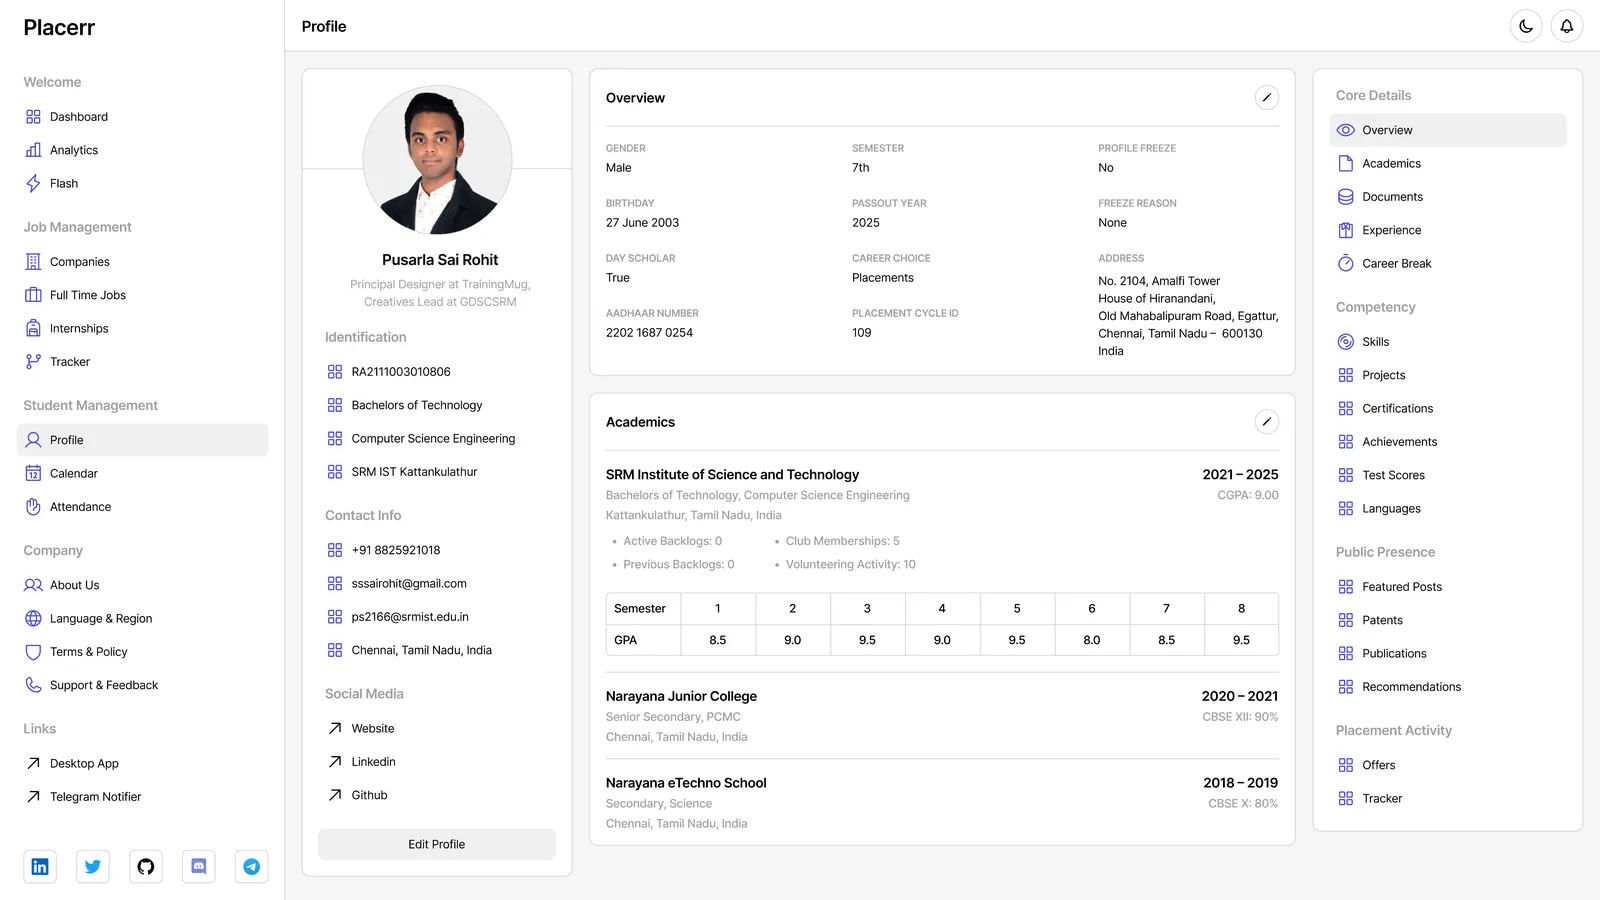 Placerr
Welcome
Dashboard
Analytics
Flash
Job Management
Companies
Full Time Jobs
Internships
Tracker
Student Management
Profile
12
Calendar
Attendance
Company
About Us
Language & Region
Terms & Policy
Support & Feedback
Links
Desktop App
Telegram Notifier
in
Profile
Pusarla Sai Rohit
Principal Designer at TrainingMug,
Creatives Lead at GDSCSRM
Identification
RA2111003010806
Bachelors of Technology
Computer Science Engineering
SRM IST Kattankulathur
Contact Info
+91 8825921018
sssairohit@gmail.com
ps2166@srmist.edu.in
Chennai, Tamil Nadu, India
Social Media
Website
Linkedin
Github
Edit Profile
Overview
GENDER
Male
SEMESTER
7th
PROFILE FREEZE
No
BIRTHDAY
27 June 2003
PASSOUT YEAR
2025
FREEZE REASON
None
DAY SCHOLAR
True
CAREER CHOICE
Placements
ADDRESS
No. 2104, Amalfi Tower
House of Hiranandani,
Old Mahabalipuram Road, Egattur,
Chennai, Tamil Nadu – 600130
India
AADHAAR NUMBER
2202 1687 0254
PLACEMENT CYCLE ID
109
Academics
SRM Institute of Science and Technology 2021 – 2025
Bachelors of Technology, Computer Science Engineering CGPA: 9.00
Kattankulathur, Tamil Nadu, India
• Active Backlogs: 0 • Club Memberships: 5
• Previous Backlogs: 0 • Volunteering Activity: 10
Semester 1 2 3 4 5 6 7 8
GPA 8.5 9.0 9.5 9.0 9.5 8.0 8.5 9.5
Narayana Junior College 2020 – 2021
Senior Secondary, PCMC CBSE XII: 90%
Chennai, Tamil Nadu, India
Narayana eTechno School 2018 – 2019
Secondary, Science CBSE X: 80%
Chennai, Tamil Nadu, India
Core Details
Overview
Academics
Documents
Experience
Career Break
Competency
Skills
Projects
Certifications
Achievements
Test Scores
Languages
Public Presence
Featured Posts
Patents
Publications
Recommendations
Placement Activity
Offers
Tracker